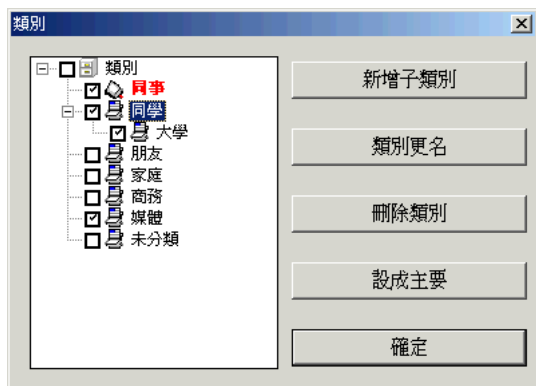 類別
類別
同事
同學
大學
朋友
家庭
商務
媒體
未分類
新增子類別
類別更名
刪除類別
設成主要
確定